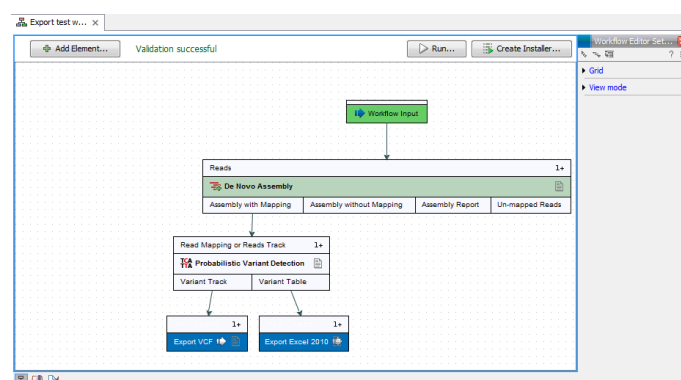 Export test w... x
Add Element... Validation successful Run... Create Installer...
Workflow Editor Set...
?
Grid
View mode
Workflow Input
Reads 1+
De Novo Assembly
Assembly with Mapping Assembly without Mapping Assembly Report Un-mapped Reads
Read Mapping or Reads Track 1+
Probabilistic Variant Detection
Variant Track Variant Table
1+ 1+
Export VCF Export Excel 2010